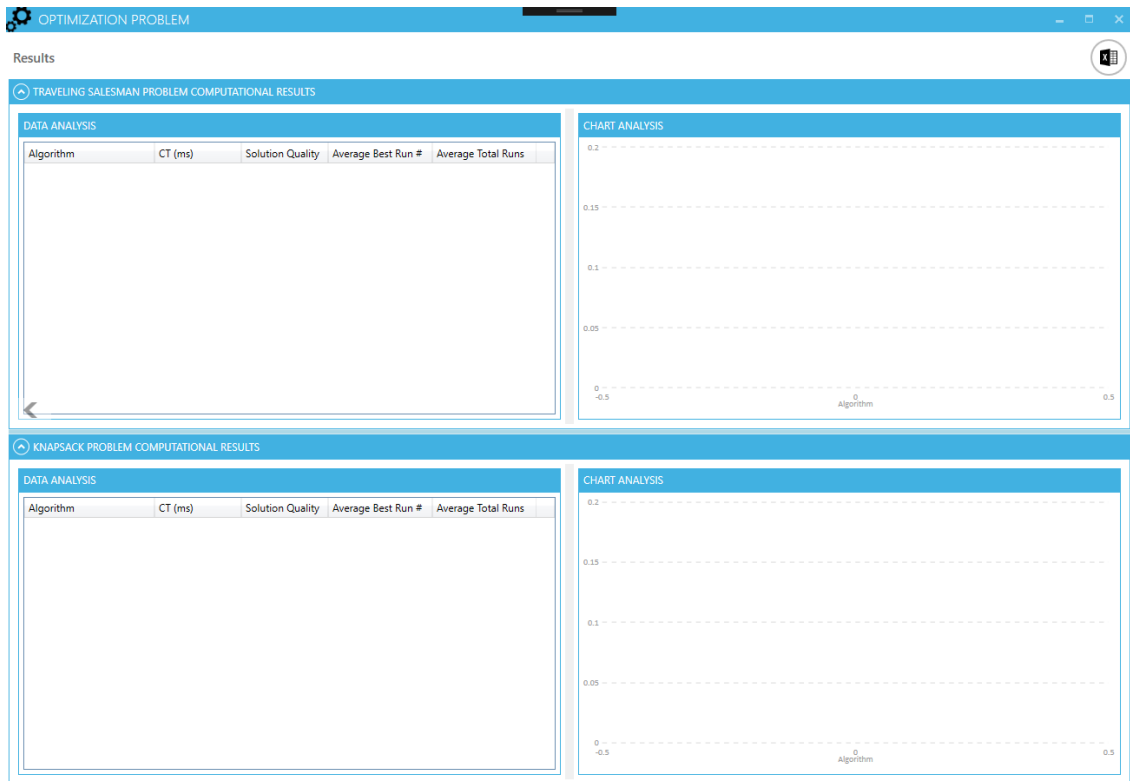 OPTIMIZATION PROBLEM
Results
TRAVELING SALESMAN PROBLEM COMPUTATIONAL RESULTS
DATA ANALYSIS
Algorithm CT (ms) Solution Quality Average Best Run # Average Total Runs
CHART ANALYSIS
0.2
0.15
0.1
0.05
0
-0.5 0 0.5
Algorithm
KNAPSACK PROBLEM COMPUTATIONAL RESULTS
DATA ANALYSIS
Algorithm CT (ms) Solution Quality Average Best Run # Average Total Runs
CHART ANALYSIS
0.2
0.15
0.1
0.05
0
-0.5 0 0.5
Algorithm